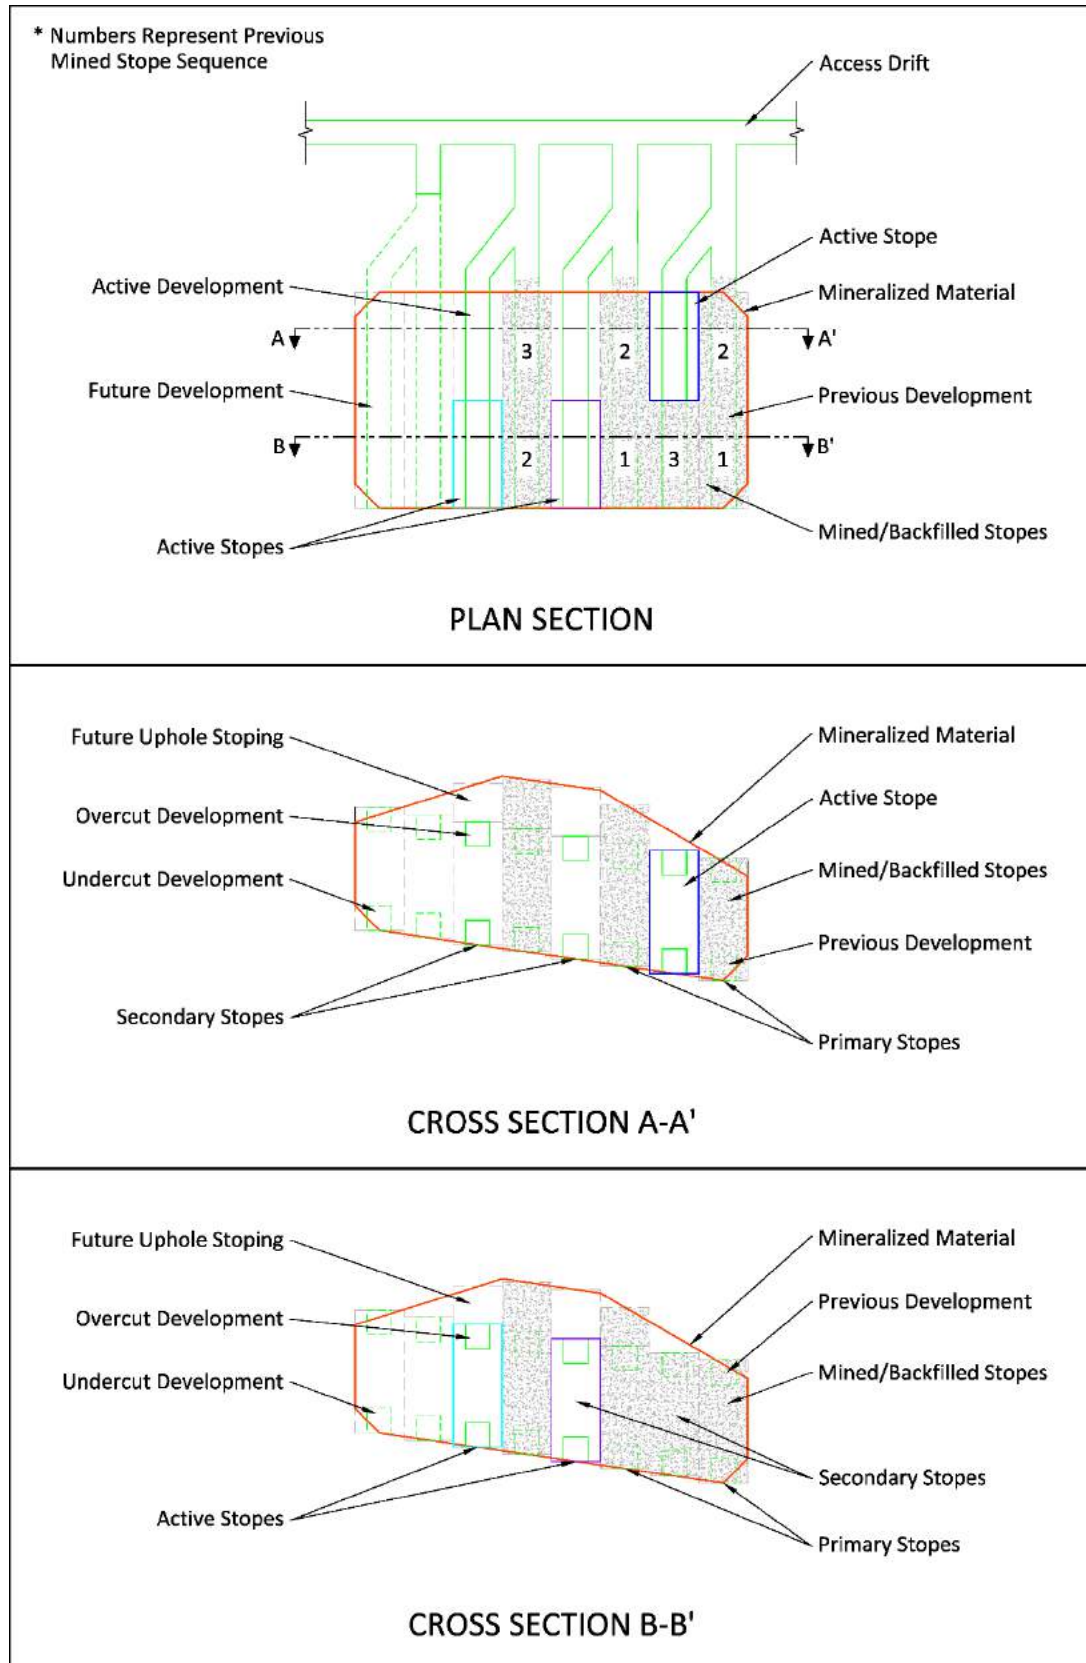 * Numbers Represent Previous
Mined Stope Sequence
Access Drift
Active Stope
Active Development
Mineralized Material
A
A'
3
2
2
Future Development
Previous Development
B
B'
2
1
3
1
Mined/Backfilled Stopes
Active Stopes
PLAN SECTION
Future Uphole Stoping
Mineralized Material
Active Stope
Overcut Development
Mined/Backfilled Stopes
Undercut Development
Previous Development
Secondary Stopes
Primary Stopes
CROSS SECTION A-A'
Future Uphole Stoping
Mineralized Material
Previous Development
Overcut Development
Mined/Backfilled Stopes
Undercut Development
Secondary Stopes
Active Stopes
Primary Stopes
CROSS SECTION B-B'